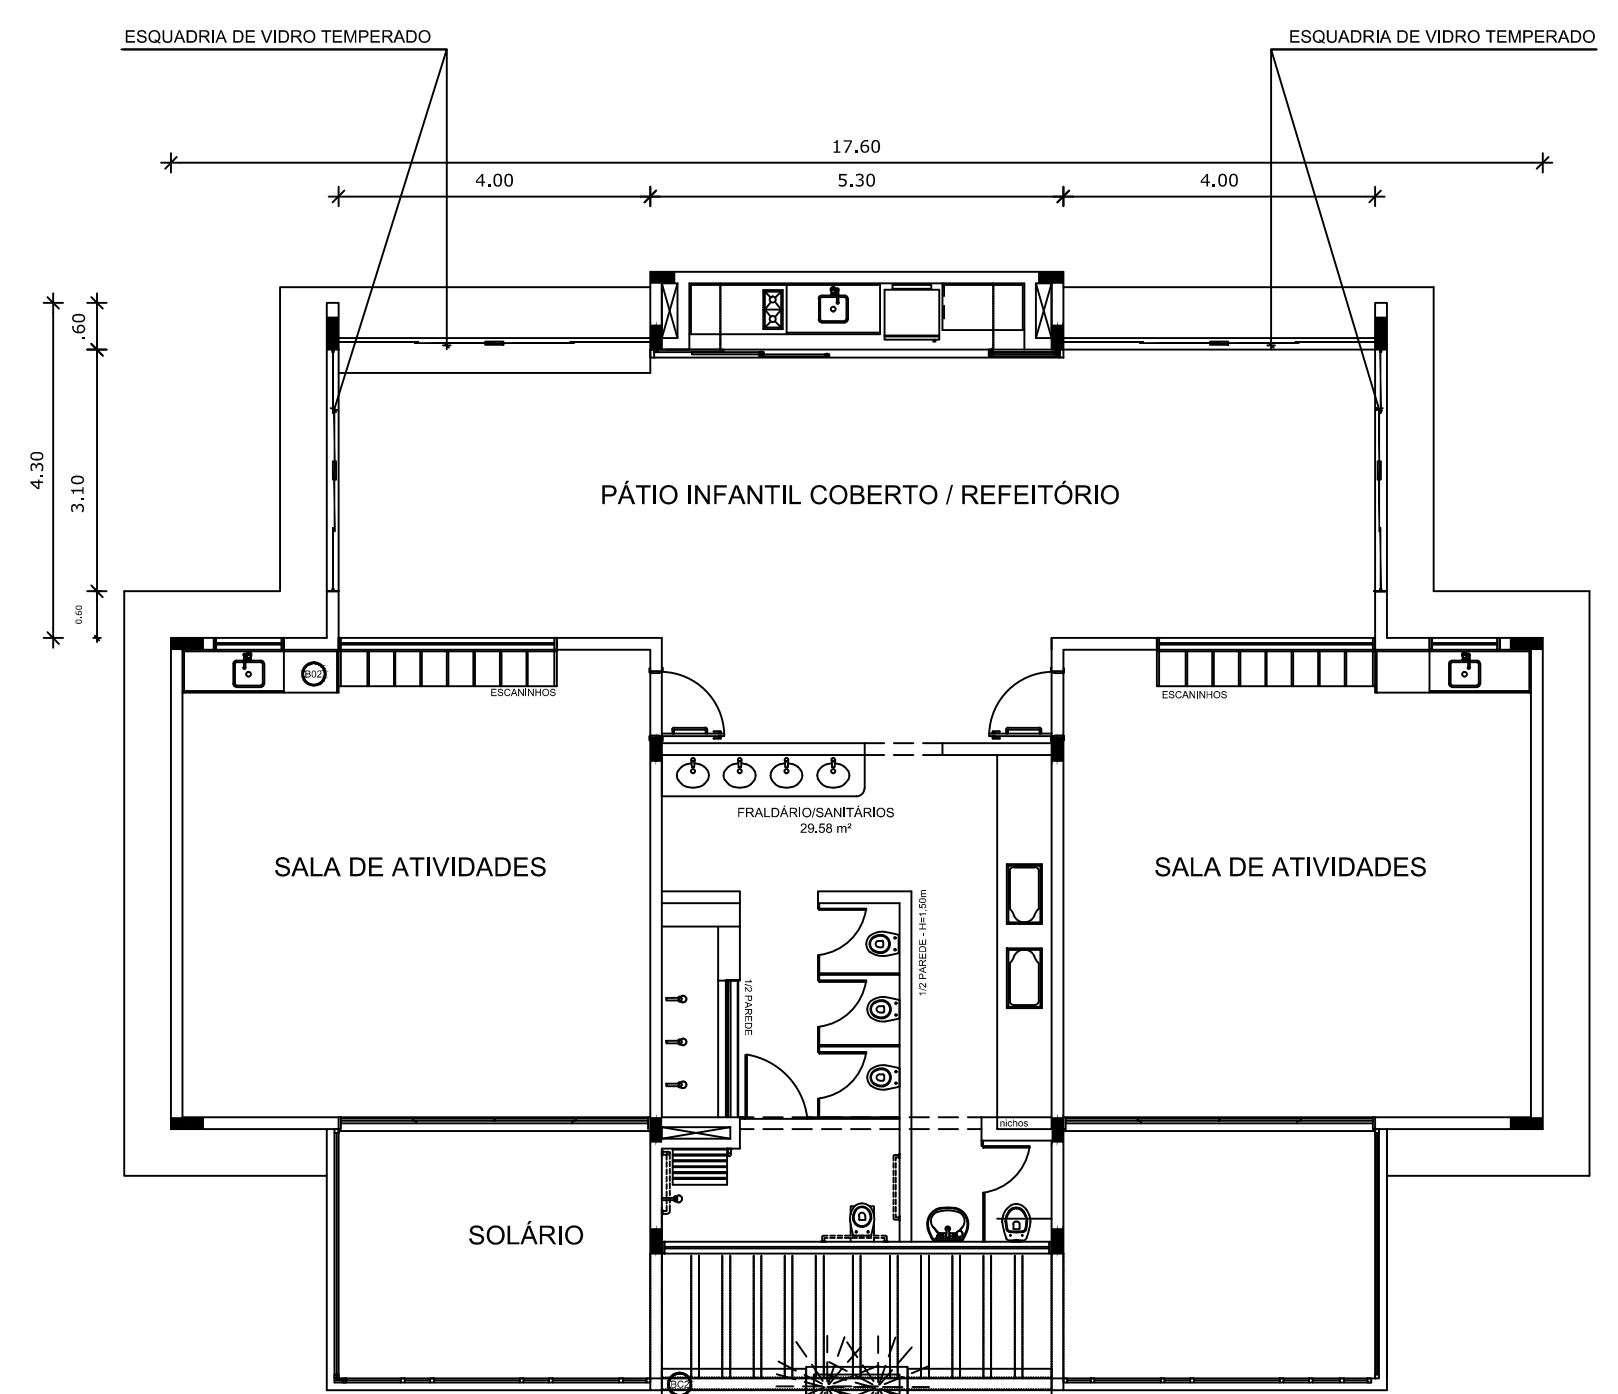 ESQUADRIA DE VIDRO TEMPERADO
ESQUADRIA DE VIDRO TEMPERADO
17.60
4.00
5.30
4.00
.60
4.30
3.10
0.60
PÁTIO INFANTIL COBERTO / REFEITÓRIO
B02
ESCANINHOS
ESCANINHOS
FRALDÁRIO/SANITÁRIOS
29.58 m²
SALA DE ATIVIDADES
SALA DE ATIVIDADES
1/2 PAREDE - H=1,50m
1/2 PAREDE
nichos
SOLÁRIO